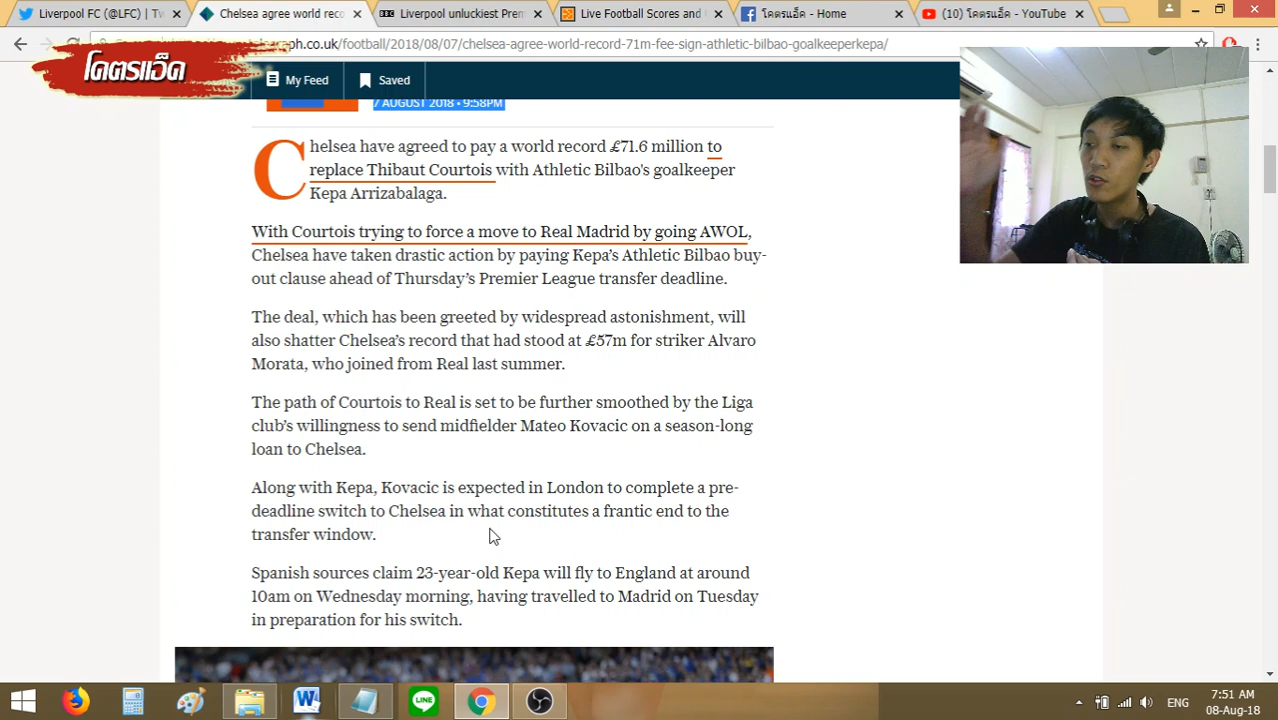 Liverpool FC (@LFC) | Tw
Chelsea agree world reco
Liverpool unluckiest Prem
Live Football Scores and
โคตรแอ็ด - Home
(10) โคตรแอ็ด - YouTube
graph.co.uk/football/2018/08/07/chelsea-agree-world-record-71m-fee-sign-athletic-bilbao-goalkeeperkepa/
โคตรแอ็ด
My Feed
Saved
7 AUGUST 2018 • 9:58PM
Chelsea have agreed to pay a world record £71.6 million to
replace Thibaut Courtois with Athletic Bilbao's goalkeeper
Kepa Arrizabalaga.
With Courtois trying to force a move to Real Madrid by going AWOL,
Chelsea have taken drastic action by paying Kepa’s Athletic Bilbao buy-
out clause ahead of Thursday’s Premier League transfer deadline.
The deal, which has been greeted by widespread astonishment, will
also shatter Chelsea’s record that had stood at £57m for striker Alvaro
Morata, who joined from Real last summer.
The path of Courtois to Real is set to be further smoothed by the Liga
club’s willingness to send midfielder Mateo Kovacic on a season-long
loan to Chelsea.
Along with Kepa, Kovacic is expected in London to complete a pre-
deadline switch to Chelsea in what constitutes a frantic end to the
transfer window.
Spanish sources claim 23-year-old Kepa will fly to England at around
10am on Wednesday morning, having travelled to Madrid on Tuesday
in preparation for his switch.
LINE
ENG
7:51 AM
08-Aug-18